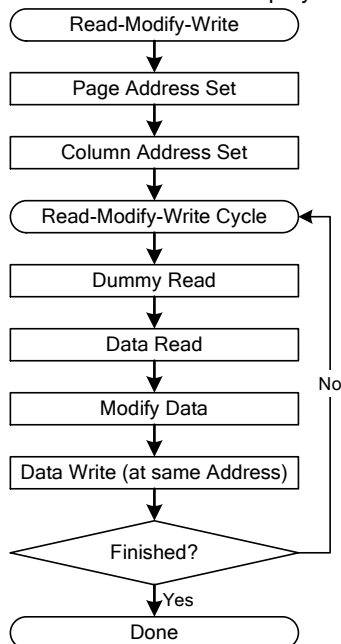 Read-Modify-Write
Page Address Set
Column Address Set
Read-Modify-Write Cycle
Dummy Read
Data Read
No
Modify Data
Data Write (at same Address)
Finished?
Yes
Done